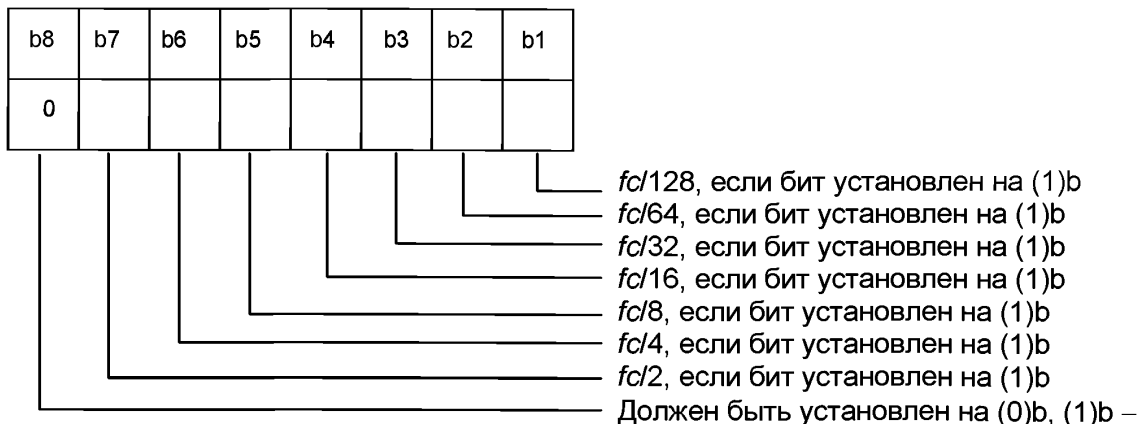 b8 b7 b6 b5 b4 b3 b2 b1
0
fc/128, если бит установлен на (1)b
fc/64, если бит установлен на (1)b
fc/32, если бит установлен на (1)b
fc/16, если бит установлен на (1)b
fc/8, если бит установлен на (1)b
fc/4, если бит установлен на (1)b
fc/2, если бит установлен на (1)b
Должен быть установлен на (0)b, (1)b –